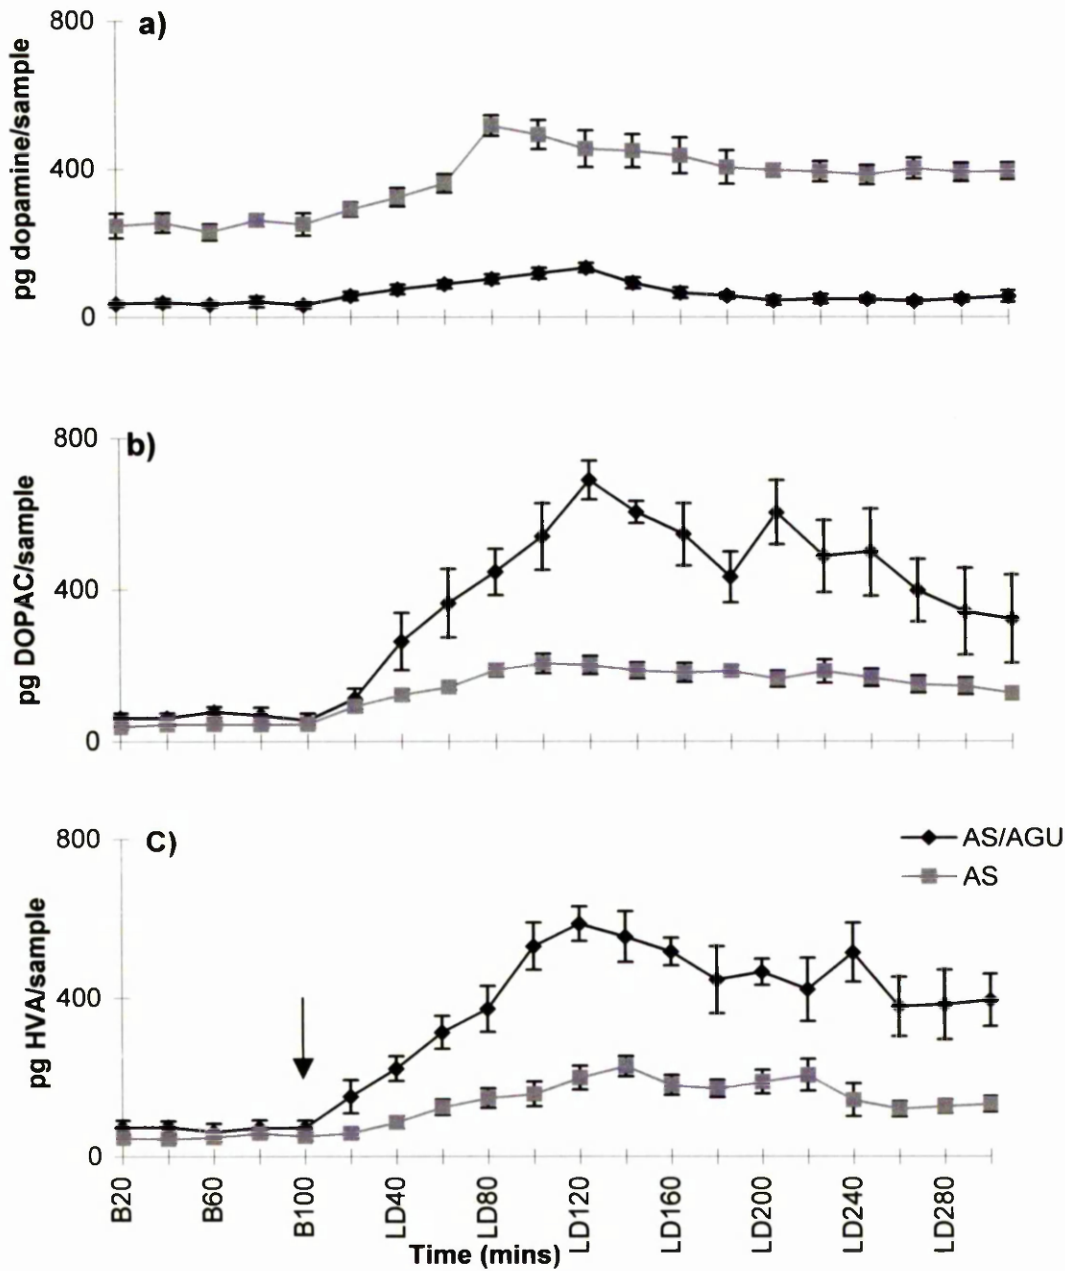 800
a)
400
0
pg dopamine/sample
800
b)
400
0
pg DOPAC/sample
800
C)
AS/AGU
AS
400
0
pg HVA/sample
B20
B60
B100
LD40
LD80
LD120
LD160
LD200
LD240
LD280
Time (mins)